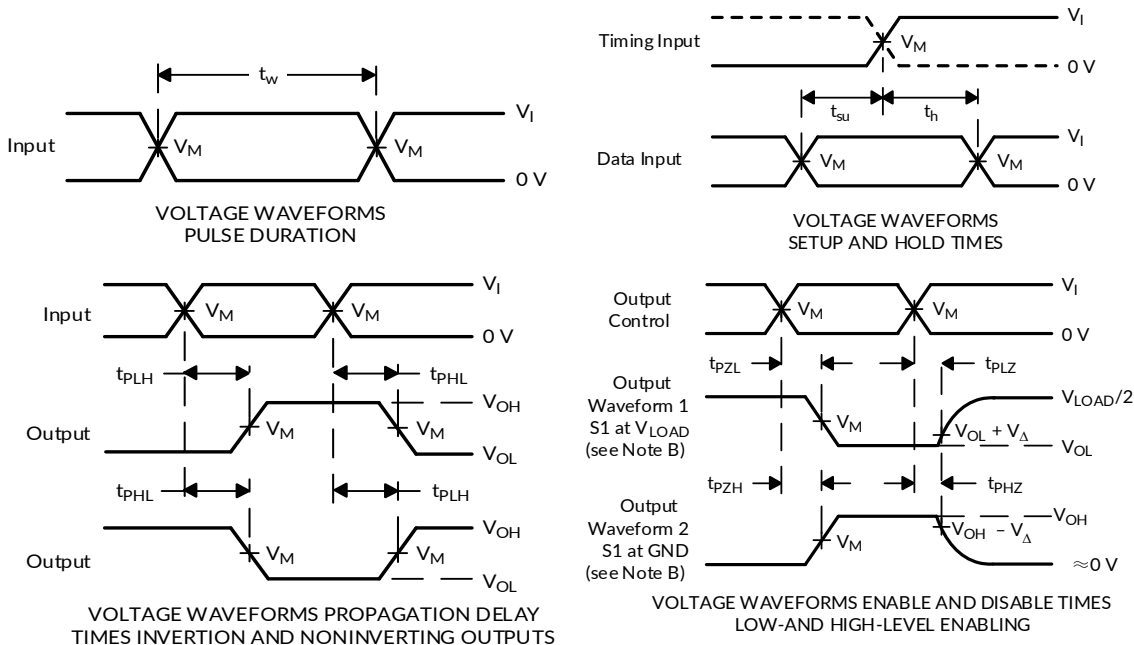 t_w
V_I
Input
V_M
V_M
0 V
VOLTAGE WAVEFORMS
PULSE DURATION
Timing Input
V_I
V_M
0 V
t_su
t_h
V_I
Data Input
V_M
V_M
0 V
VOLTAGE WAVEFORMS
SETUP AND HOLD TIMES
V_I
Input
V_M
V_M
0 V
t_PLH
t_PHL
V_OH
Output
V_M
V_M
V_OL
t_PHL
t_PLH
V_OH
Output
V_M
V_M
V_OL
VOLTAGE WAVEFORMS PROPAGATION DELAY
TIMES INVERTION AND NONINVERTING OUTPUTS
V_I
Output
Control
V_M
V_M
0 V
t_PZL
t_PLZ
Output
Waveform 1
S1 at V_LOAD
(see Note B)
V_LOAD/2
V_M
V_OL + V_Δ
V_OL
t_PZH
t_PHZ
Output
Waveform 2
S1 at GND
(see Note B)
V_OH
V_M
V_OH − V_Δ
≈0 V
VOLTAGE WAVEFORMS ENABLE AND DISABLE TIMES
LOW-AND HIGH-LEVEL ENABLING